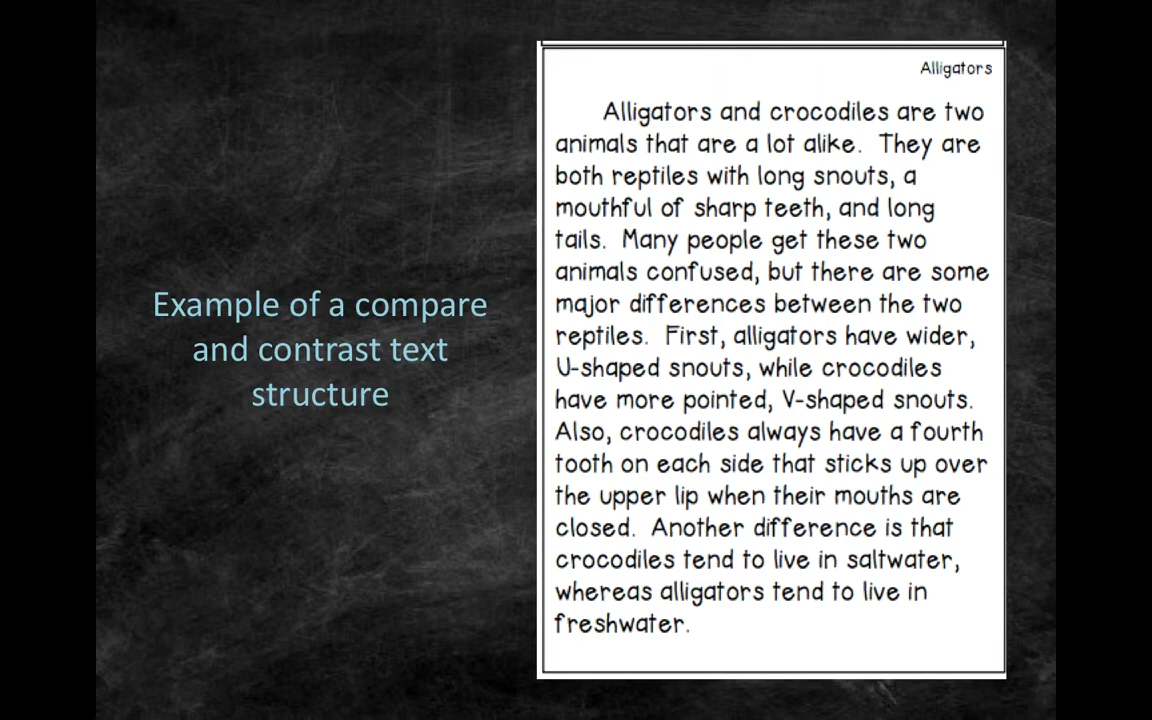 Example of a compare
and contrast text
structure
Alligators
Alligators and crocodiles are two
animals that are a lot alike. They are
both reptiles with long snouts, a
mouthful of sharp teeth, and long
tails. Many people get these two
animals confused, but there are some
major differences between the two
reptiles. First, alligators have wider,
U-shaped snouts, while crocodiles
have more pointed, V-shaped snouts.
Also, crocodiles always have a fourth
tooth on each side that sticks up over
the upper lip when their mouths are
closed. Another difference is that
crocodiles tend to live in saltwater,
whereas alligators tend to live in
freshwater.